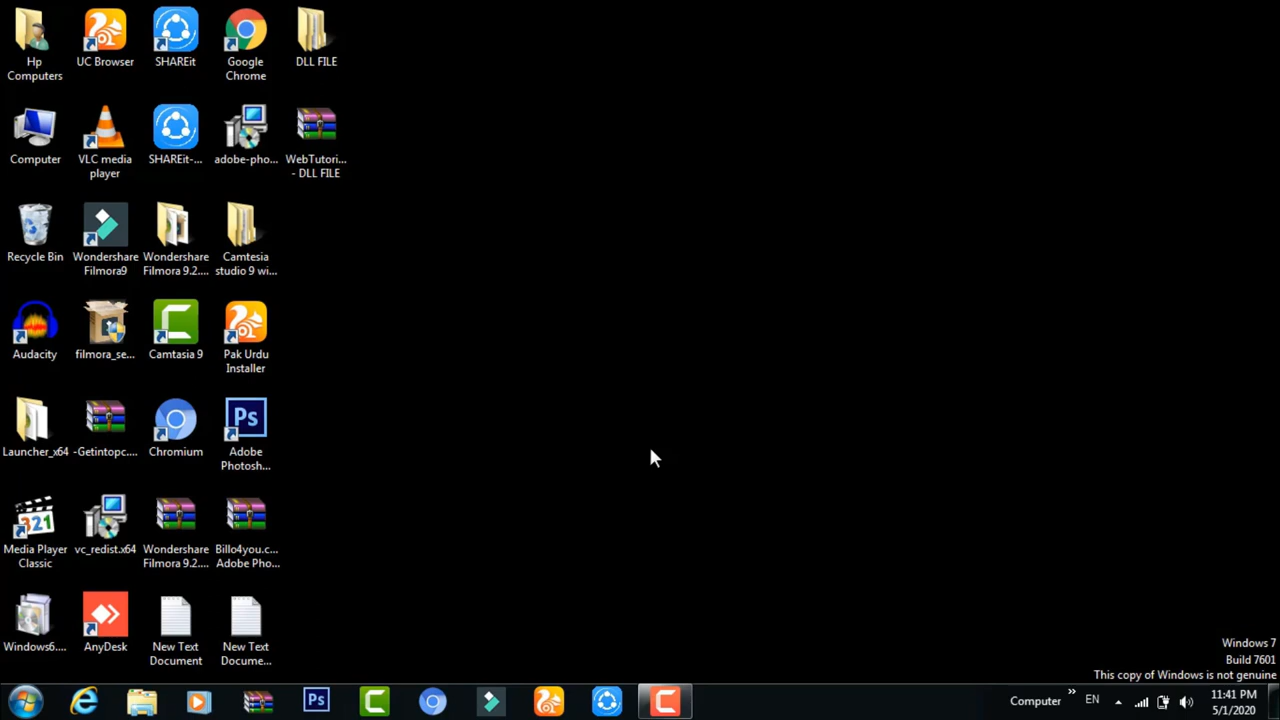 Hp
Computers
UC Browser
SHAREit
Google
Chrome
DLL FILE
Computer
VLC media
player
SHAREit-...
adobe-pho...
WebTutori...
- DLL FILE
Recycle Bin
Wondershare
Filmora9
Wondershare
Filmora 9.2....
Camtesia
studio 9 wi...
Audacity
filmora_se...
Camtasia 9
Pak Urdu
Installer
Launcher_x64
-Getintopc....
Chromium
Ps
Adobe
Photosh...
321
Media Player
Classic
vc_redist.x64
Wondershare
Filmora 9.2....
Billo4you.c...
Adobe Pho...
Windows6....
AnyDesk
New Text
Document
New Text
Docume...
Windows 7
Build 7601
This copy of Windows is not genuine
Ps
Computer
EN
11:41 PM
5/1/2020